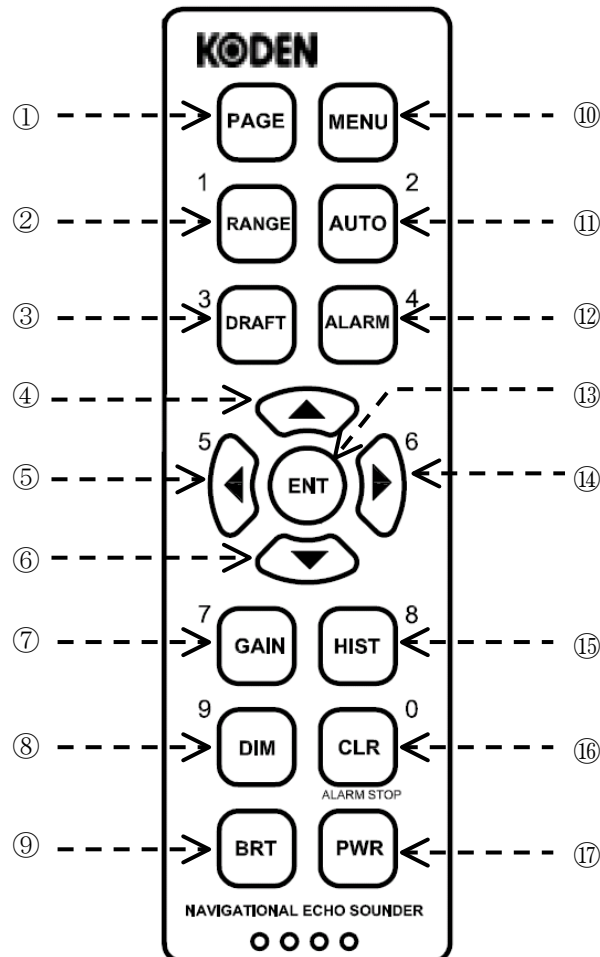 KODEN
① PAGE MENU ⑩
1 2
② RANGE AUTO ⑪
3 4
③ DRAFT ALARM ⑫
④ ⑬
5 6
⑤ ENT ⑭
⑥
7 8
⑦ GAIN HIST ⑮
9 0
⑧ DIM CLR ⑯
ALARM STOP
⑨ BRT PWR ⑰
NAVIGATIONAL ECHO SOUNDER